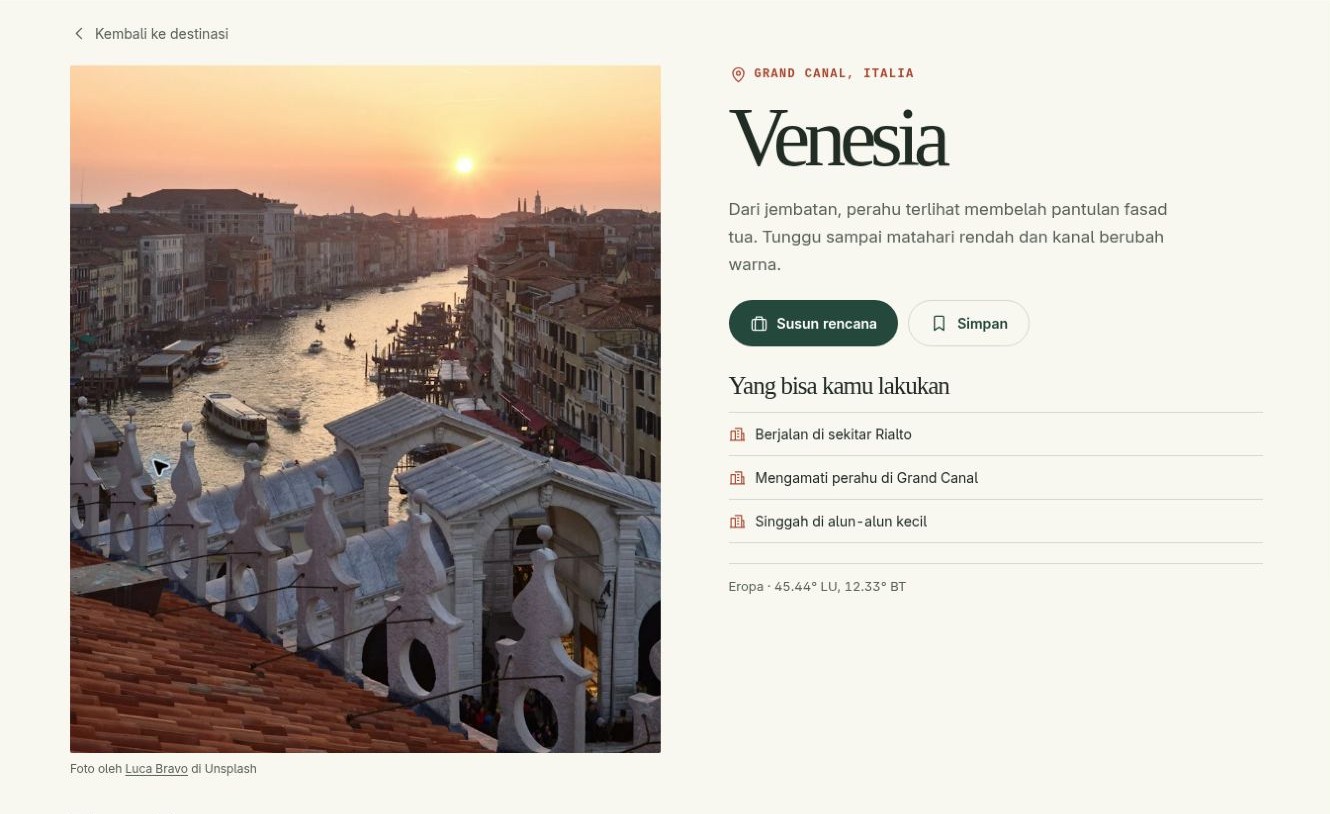 Kembali ke destinasi
GRAND CANAL, ITALIA
Venesia
Dari jembatan, perahu terlihat membelah pantulan fasad
tua. Tunggu sampai matahari rendah dan kanal berubah
warna.
Susun rencana
Simpan
Yang bisa kamu lakukan
Berjalan di sekitar Rialto
Mengamati perahu di Grand Canal
Singgah di alun-alun kecil
Eropa · 45.44° LU, 12.33° BT
Foto oleh Luca Bravo di Unsplash